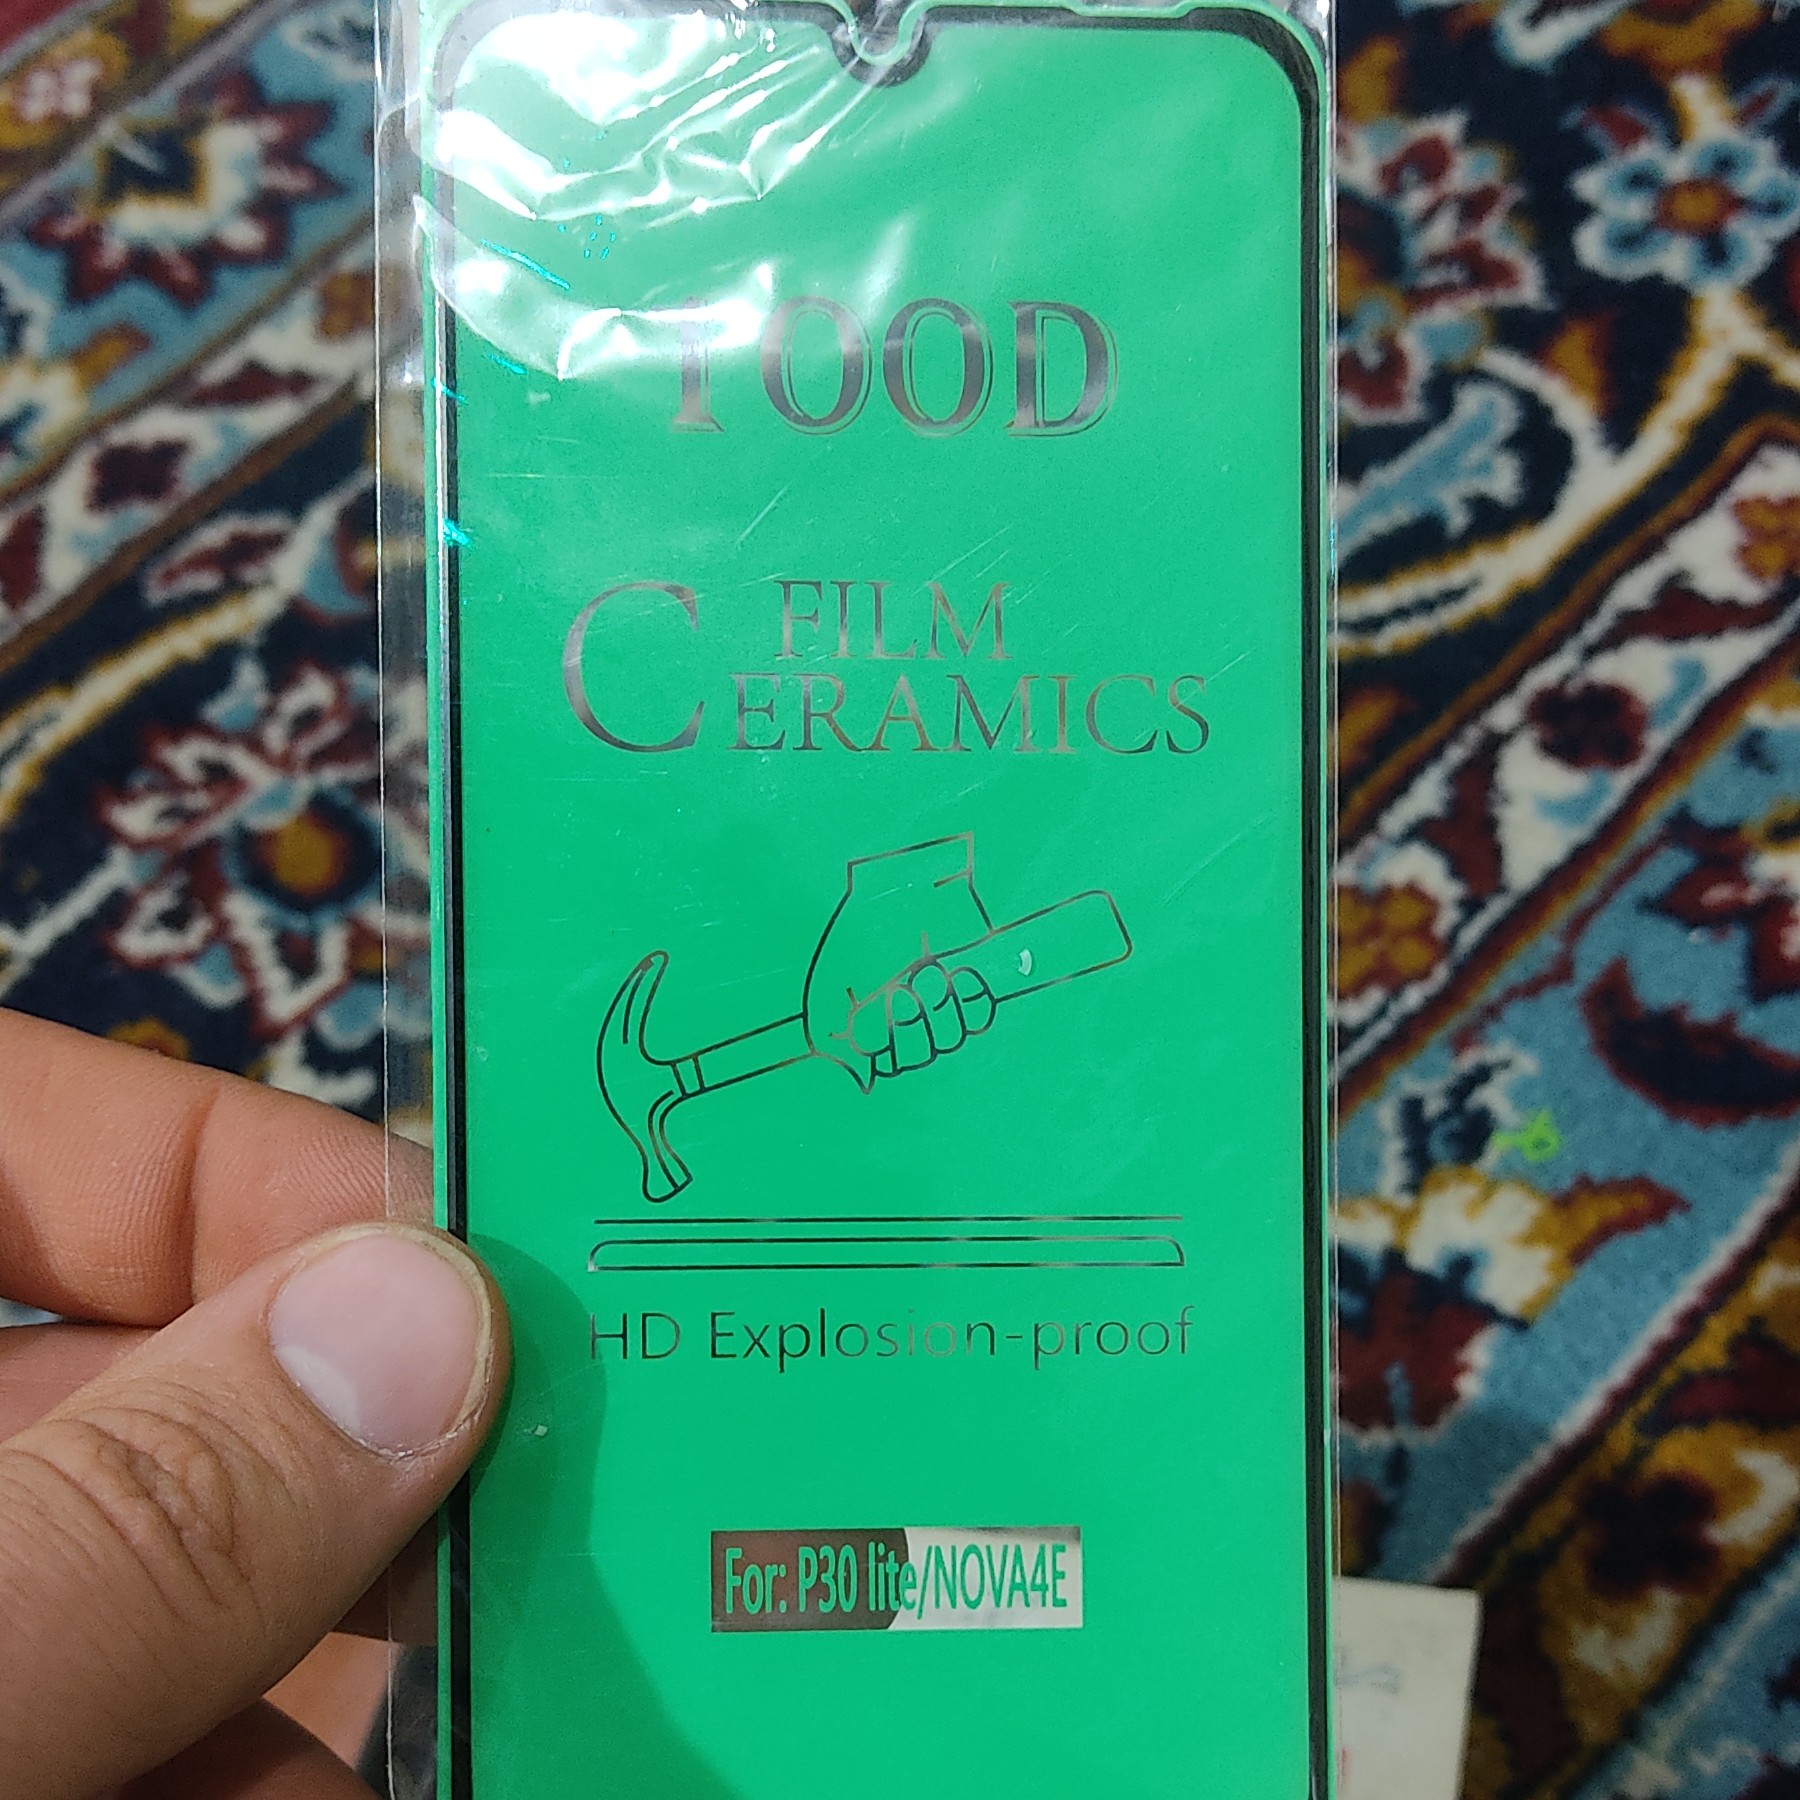 100D
FILM
CERAMICS
HD Explosion-proof
For: P30 lite/NOVA4E